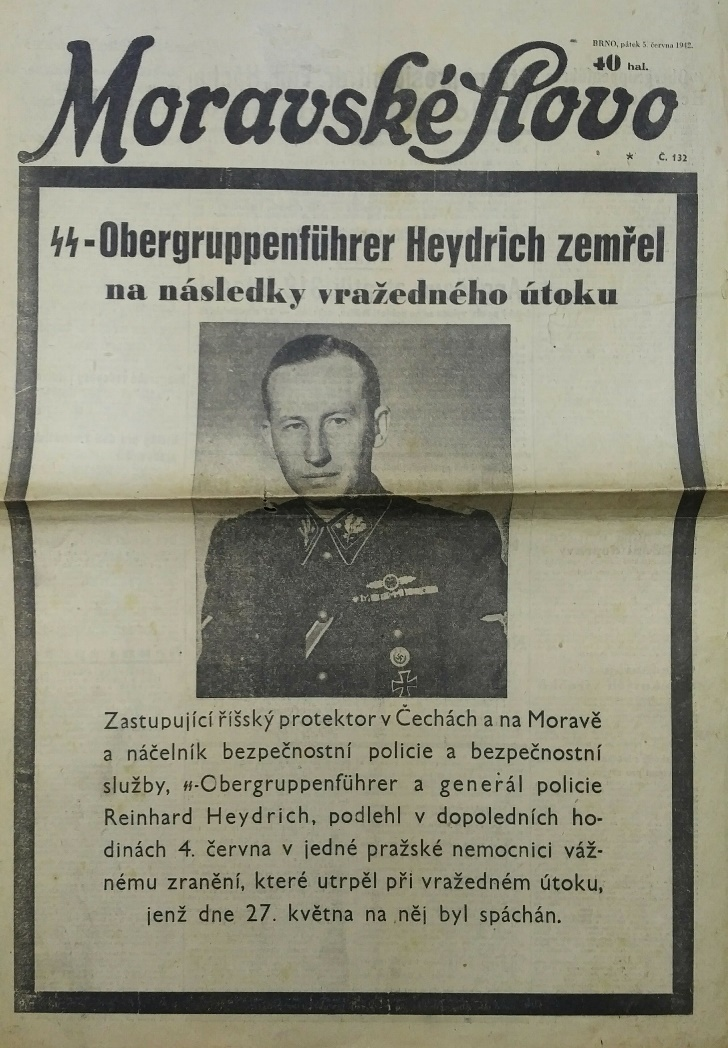 BRNO, pátek 5. června 1942.
40 hal.
Moravské slovo
* Č. 132
SS-Obergruppenführer Heydrich zemřel
na následky vražedného útoku
Zastupující říšský protektor v Čechách a na Moravě
a náčelník bezpečnostní policie a bezpečnostní
služby, SS-Obergruppenführer a generál policie
Reinhard Heydrich, podlehl v dopoledních ho-
dinách 4. června v jedné pražské nemocnici váž-
nému zranění, které utrpěl při vražedném útoku,
jenž dne 27. května na něj byl spáchán.